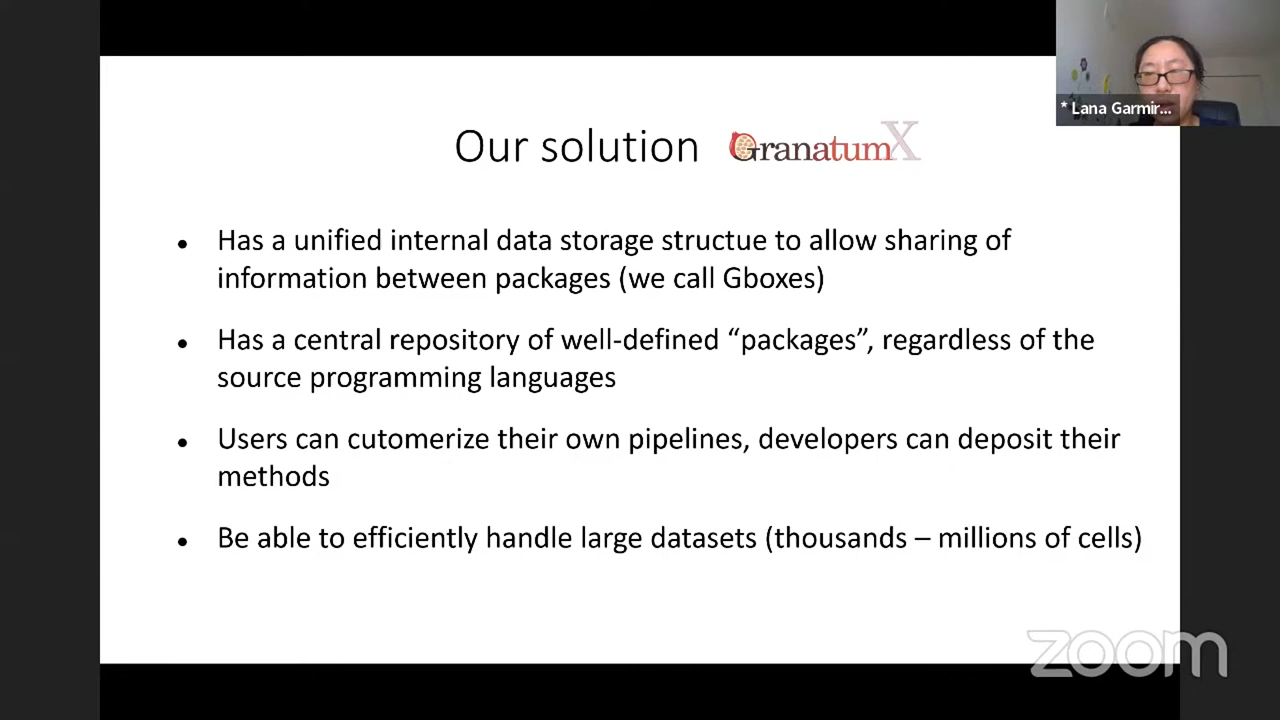 * Lana Garmir...
Our solution GranatumX
• Has a unified internal data storage structue to allow sharing of
information between packages (we call Gboxes)
• Has a central repository of well-defined “packages”, regardless of the
source programming languages
• Users can cutomerize their own pipelines, developers can deposit their
methods
• Be able to efficiently handle large datasets (thousands – millions of cells)
zoom